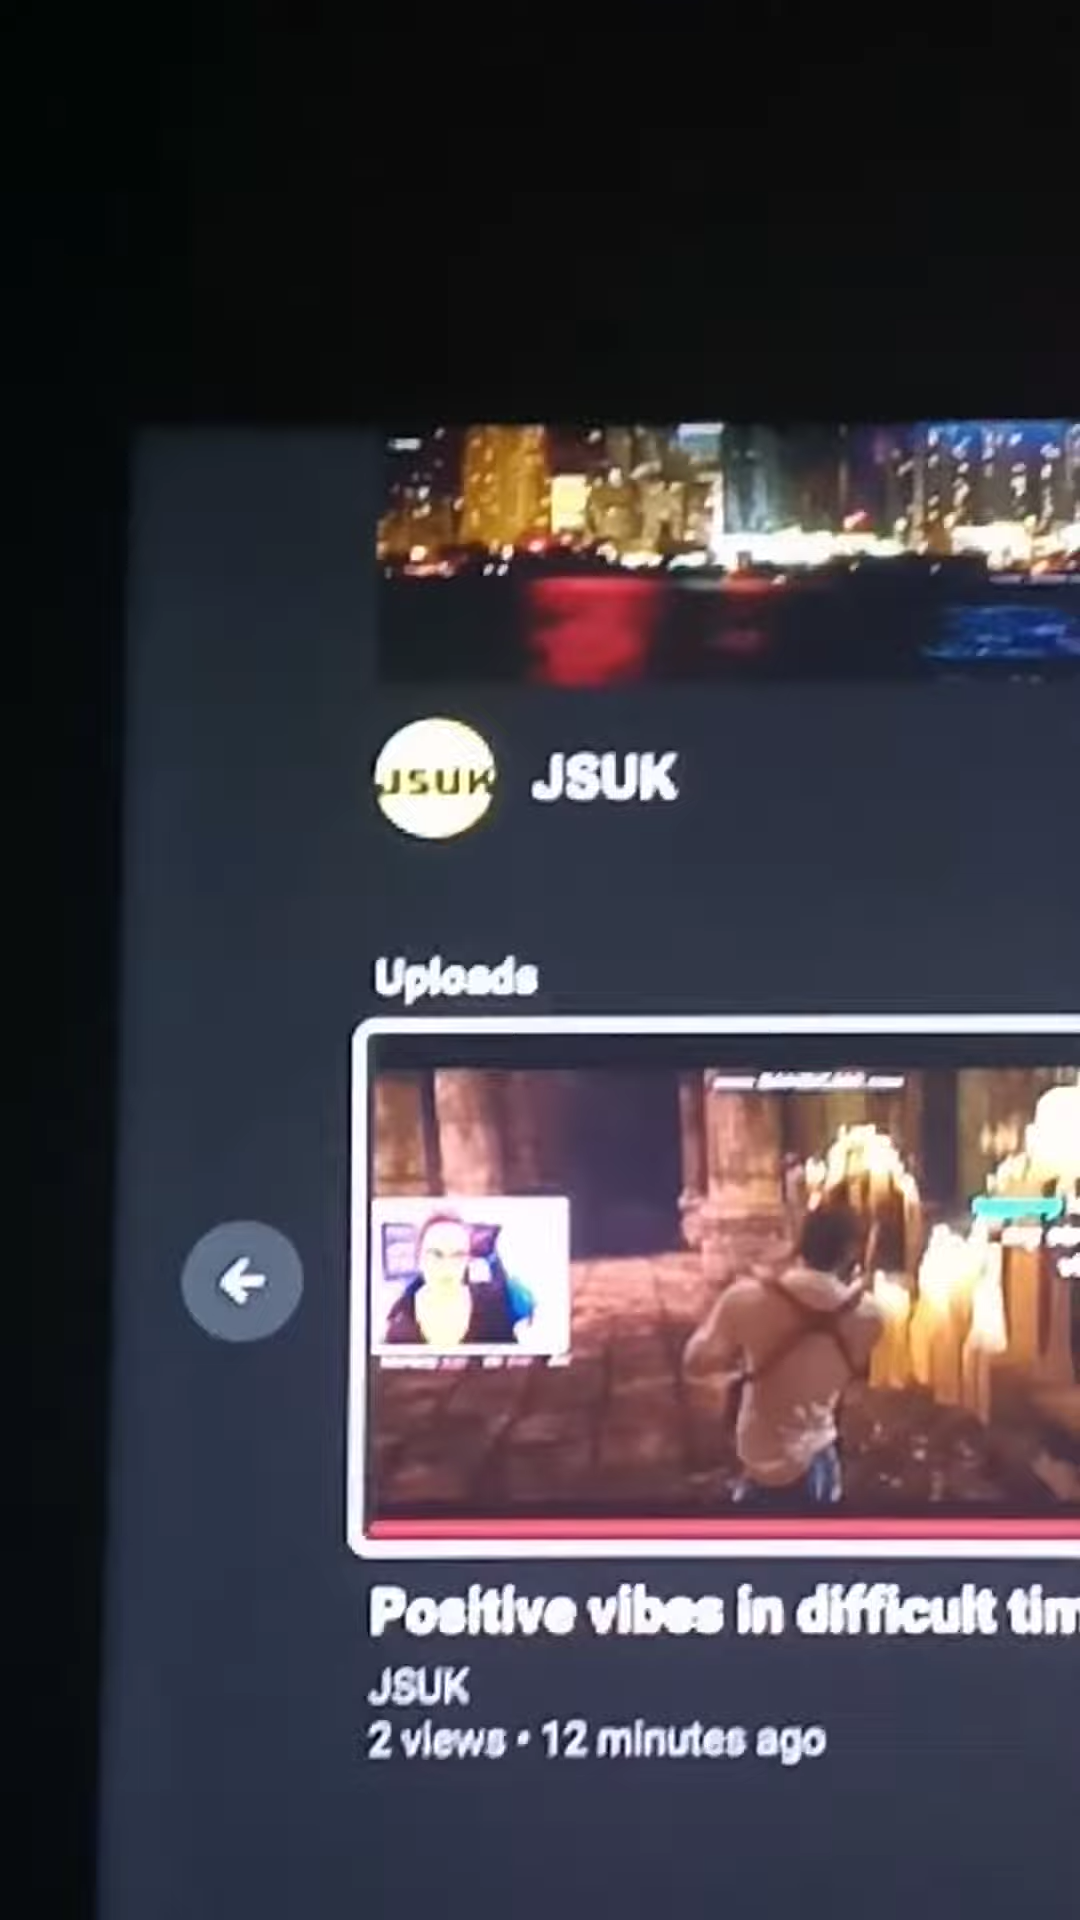 JSUK
JSUK
Uploads
Positive vibes in difficult tim
JSUK
2 views • 12 minutes ago